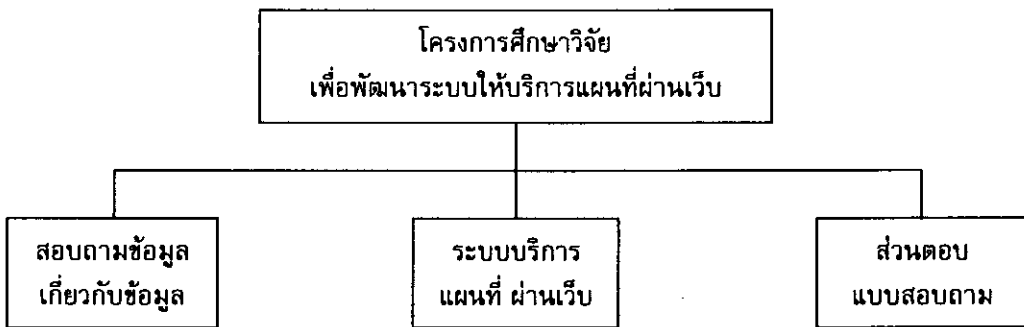 โครงการศึกษาวิจัย
เพื่อพัฒนาระบบให้บริการแผนที่ผ่านเว็บ
สอบถามข้อมูล
เกี่ยวกับข้อมูล
ระบบบริการ
แผนที่ ผ่านเว็บ
ส่วนตอบ
แบบสอบถาม